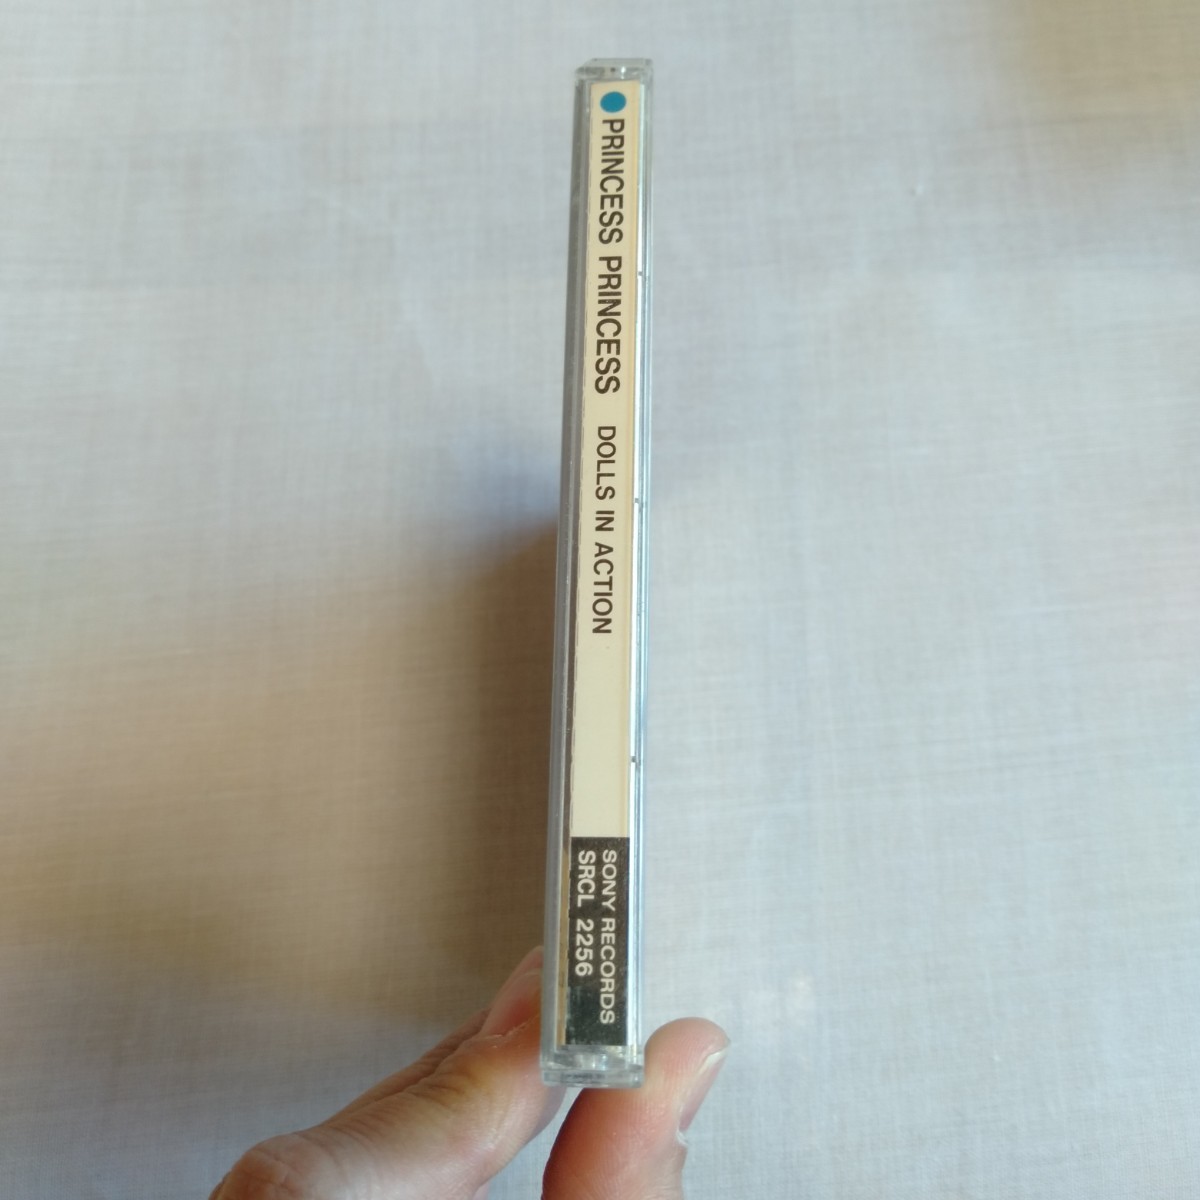 PRINCESS PRINCESS DOLLS IN ACTION
SONY RECORDS
SRCL 2256